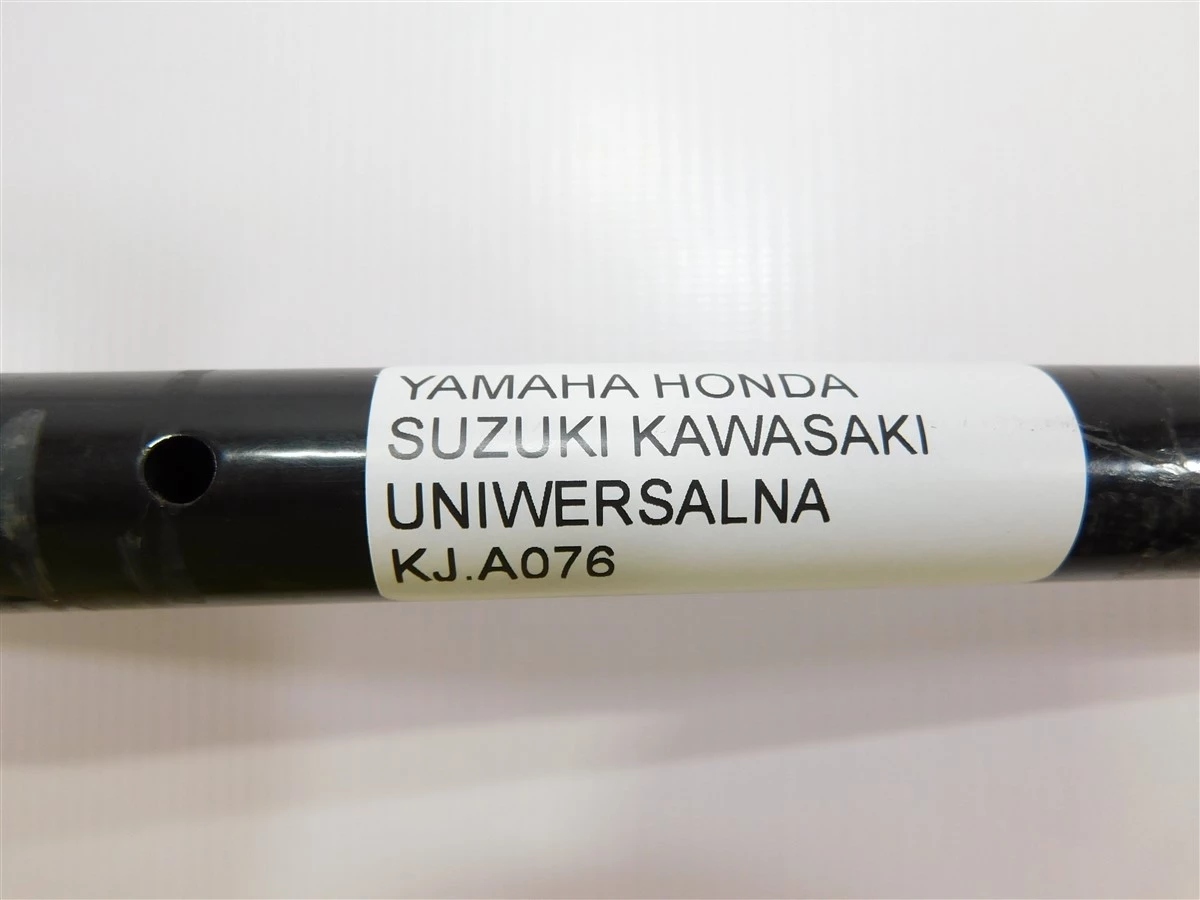 YAMAHA HONDA
SUZUKI KAWASAKI
UNIWERSALNA
KJ.A076